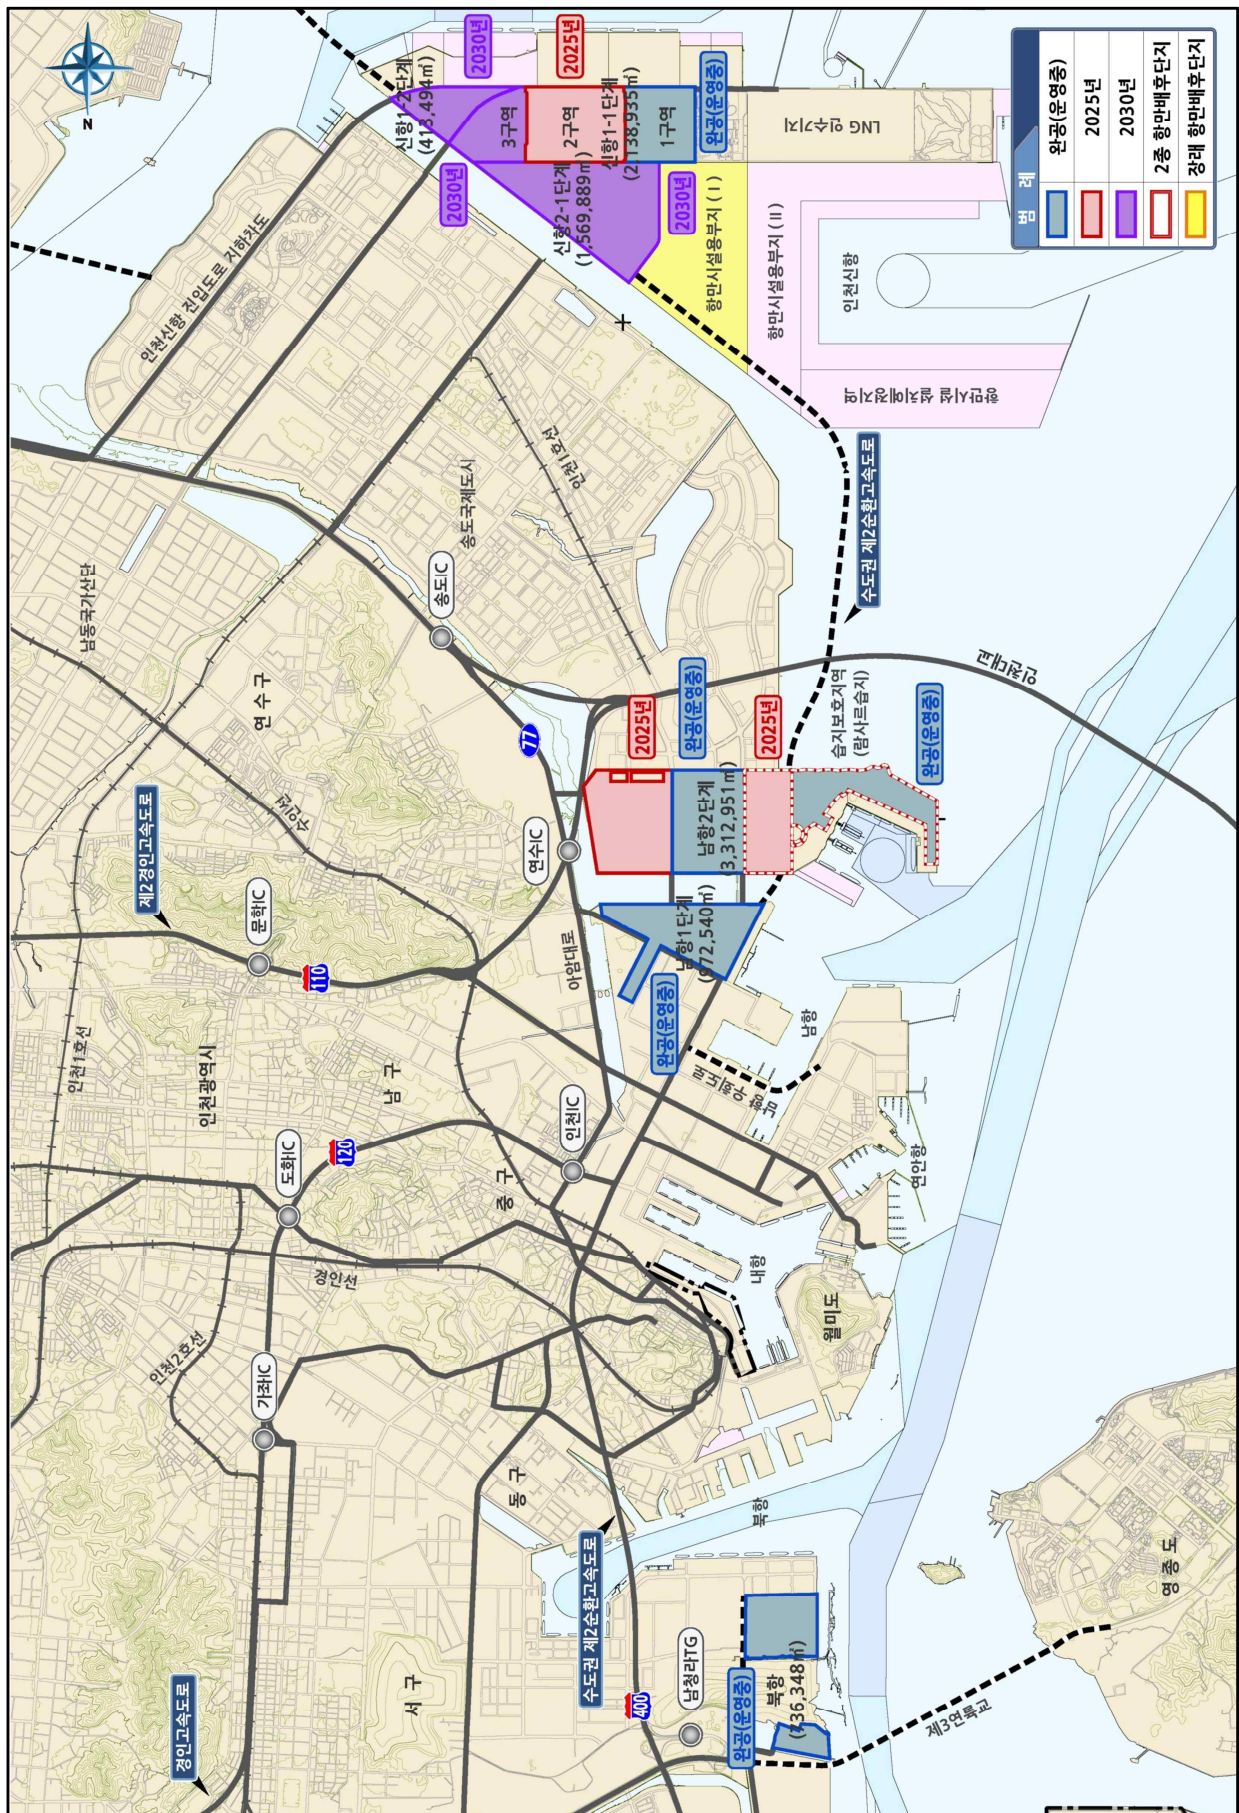 범 례
완공(운영중)
2025년
2030년
2종 항만배후단지
장래 항만배후단지
N
경인고속도로
서 구
수도권 제2순환고속도로
400
남청라TG
완공(운영중)
북항
(736,348㎡)
제3연륙교
영 종 도
북항
동 구
가좌IC
인천2호선
경인선
도화IC
120
인천광역시
인천1호선
남 구
중 구
인천IC
내항
월미도
연안항
남항 우회도로
남항
제2경인고속도로
문학IC
110
아암대로
완공(운영중)
남항1단계
(972,540㎡)
연수IC
수인선
연 수 구
남동국가산단
77
송도IC
2025년
완공(운영중)
2025년
남항2단계
(3,312,951㎡)
습지보호지역
(람사르습지)
완공(운영중)
인천대교
수도권 제2순환고속도로
송도국제도시
인천1호선
인천신항 진입도로 지하차도
신항1-2단계
(413,494㎡)
2030년
2025년
3구역
2구역
신항1-1단계
(2,138,935㎡)
1구역
완공(운영중)
2030년
신항2-1단계
(1,569,889㎡)
2030년
LNG 인수기지
항만시설용부지 (I)
항만시설용부지 (II)
인천신항
항만시설 설치예정지역